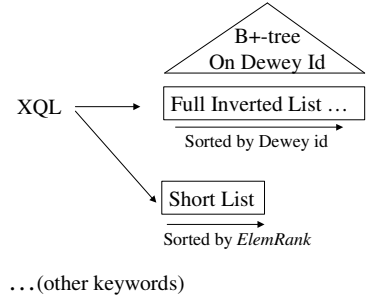 B+-tree
On Dewey Id
XQL
Full Inverted List …
Sorted by Dewey id
Short List
Sorted by ElemRank
…(other keywords)